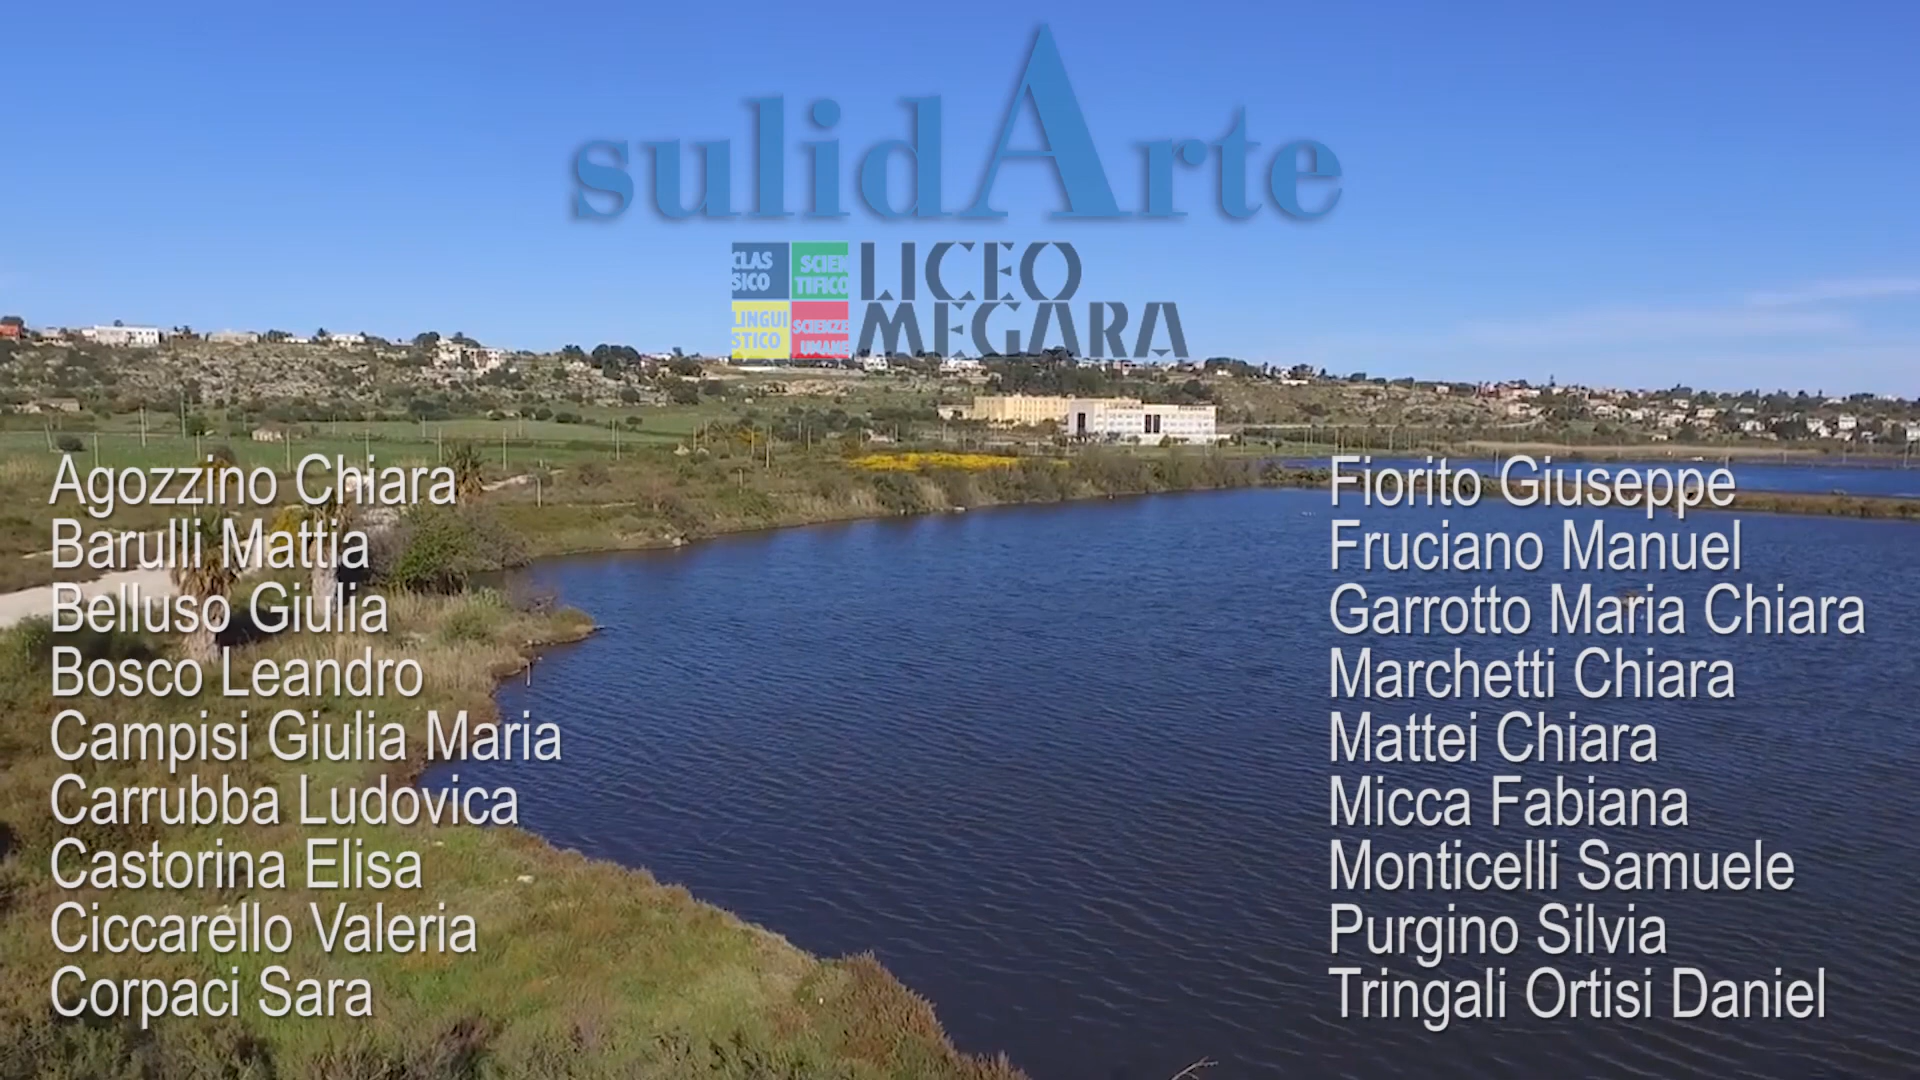 sulidArte
CLAS
SICO
SCIEN
TIFICO
LINGUI
STICO
SCIENZE
UMANE
LICEO
MEGARA
Agozzino Chiara
Barulli Mattia
Belluso Giulia
Bosco Leandro
Campisi Giulia Maria
Carrubba Ludovica
Castorina Elisa
Ciccarello Valeria
Corpaci Sara
Fiorito Giuseppe
Fruciano Manuel
Garrotto Maria Chiara
Marchetti Chiara
Mattei Chiara
Micca Fabiana
Monticelli Samuele
Purgino Silvia
Tringali Ortisi Daniel